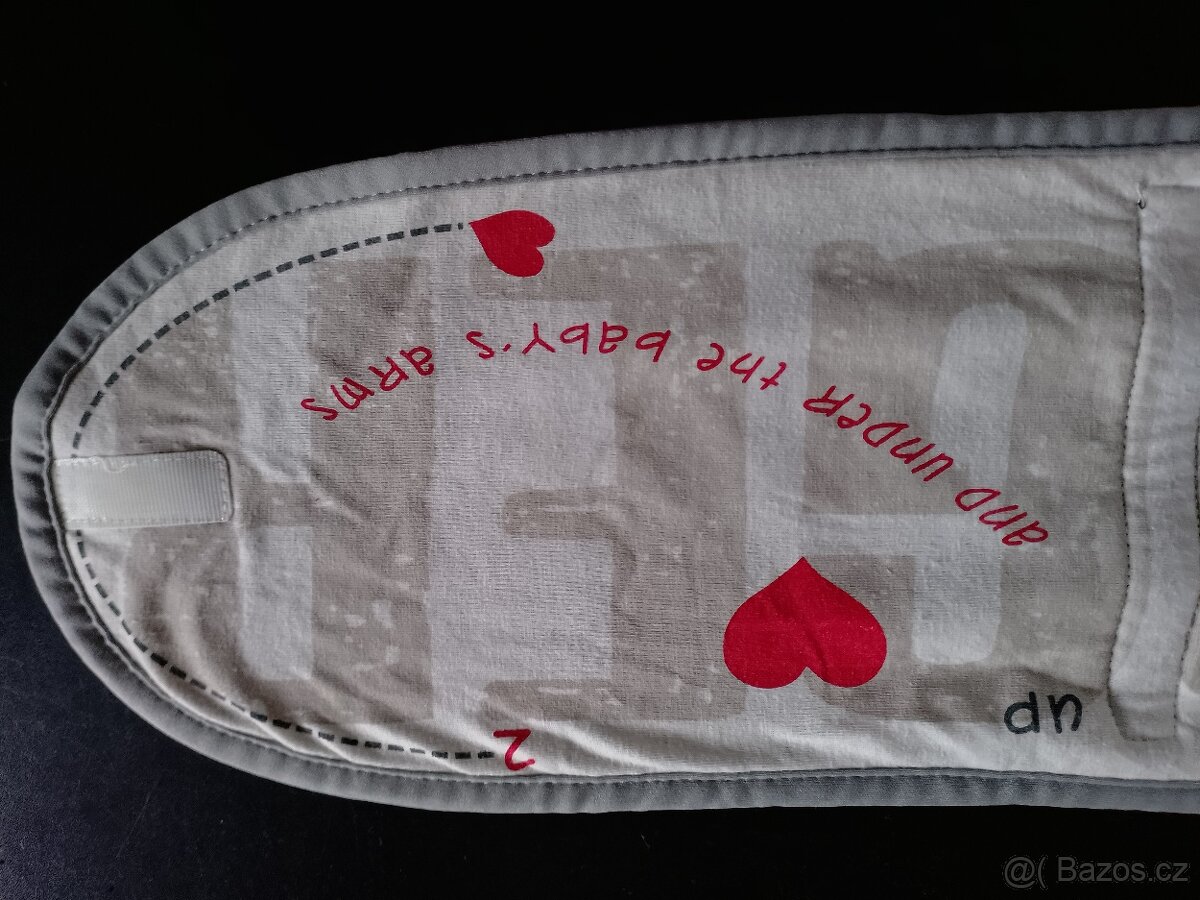 UP
and UNDER the baby's arms
2
@( Bazos.cz